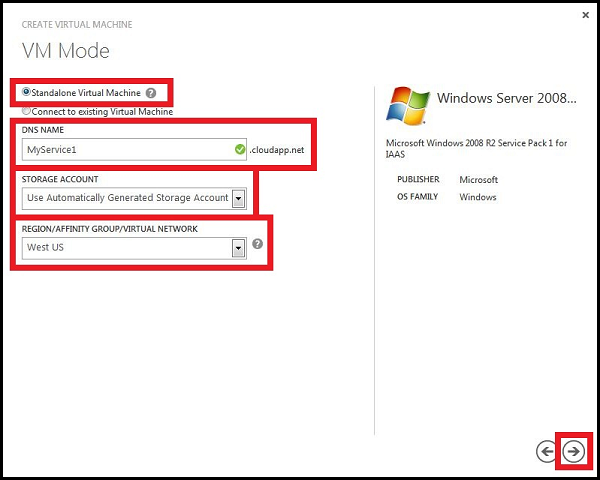 CREATE VIRTUAL MACHINE
VM Mode
Standalone Virtual Machine ?
Connect to existing Virtual Machine
DNS NAME
MyService1 .cloudapp.net
STORAGE ACCOUNT
Use Automatically Generated Storage Account
REGION/AFFINITY GROUP/VIRTUAL NETWORK
West US ?
Windows Server 2008...
Microsoft Windows 2008 R2 Service Pack 1 for
IAAS
PUBLISHER Microsoft
OS FAMILY Windows